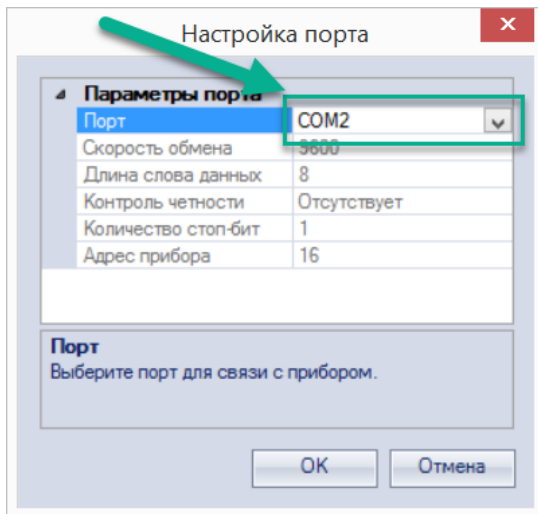 Настройка порта
Параметры порта
Порт COM2
Скорость обмена 9600
Длина слова данных 8
Контроль четности Отсутствует
Количество стоп-бит 1
Адрес прибора 16
Порт
Выберите порт для связи с прибором.
OK Отмена